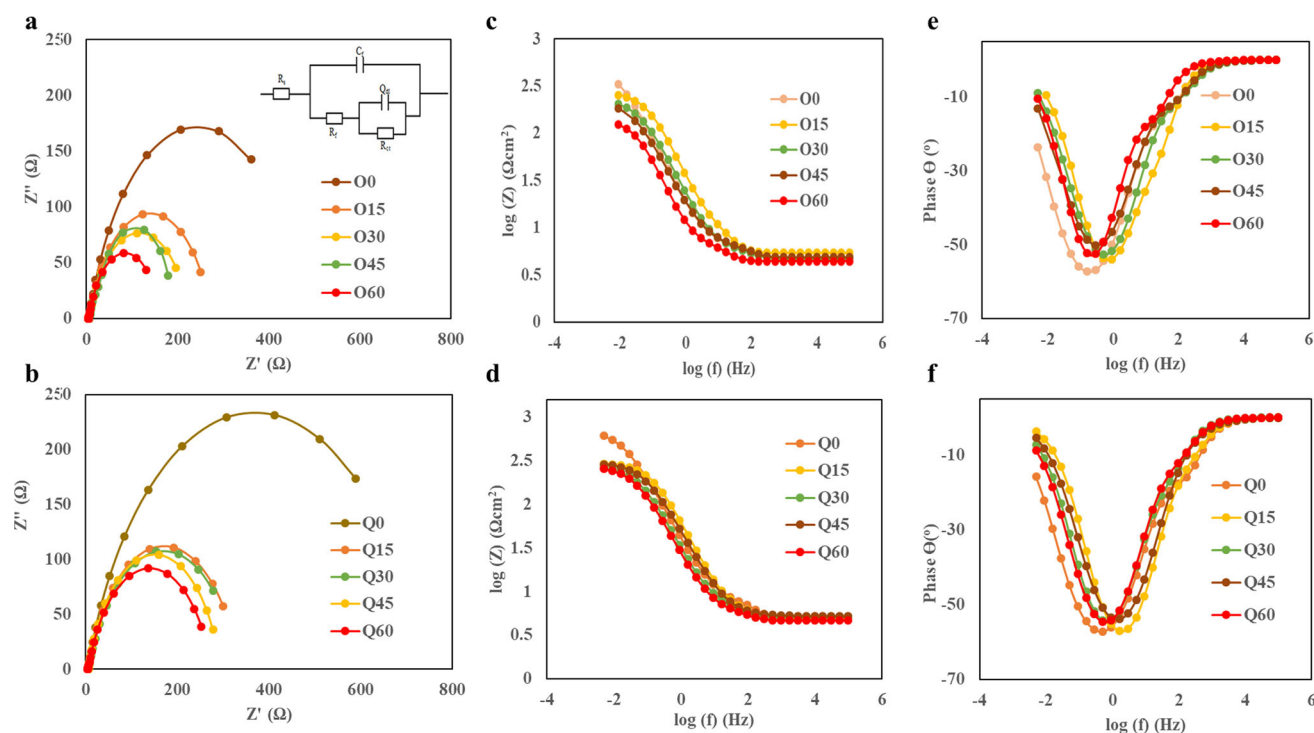 a
250
200
150
100
50
0
Z'' (Ω)
0
200
400
600
800
Z' (Ω)
O0
O15
O30
O45
O60
Rs
Cf
Rf
Qdl
Rct
c
3
2.5
2
1.5
1
0.5
0
log (Z) (Ωcm²)
-4
-2
0
2
4
6
log (f) (Hz)
O0
O15
O30
O45
O60
e
-10
-30
-50
-70
Phase Θ (°)
-4
-2
0
2
4
6
log (f) (Hz)
O0
O15
O30
O45
O60
b
250
200
150
100
50
0
Z'' (Ω)
0
200
400
600
800
Z' (Ω)
Q0
Q15
Q30
Q45
Q60
d
3
2.5
2
1.5
1
0.5
0
log (Z) (Ωcm²)
-4
-2
0
2
4
6
log (f) (Hz)
Q0
Q15
Q30
Q45
Q60
f
-10
-30
-50
-70
Phase Θ(°)
-4
-2
0
2
4
6
log (f) (Hz)
Q0
Q15
Q30
Q45
Q60